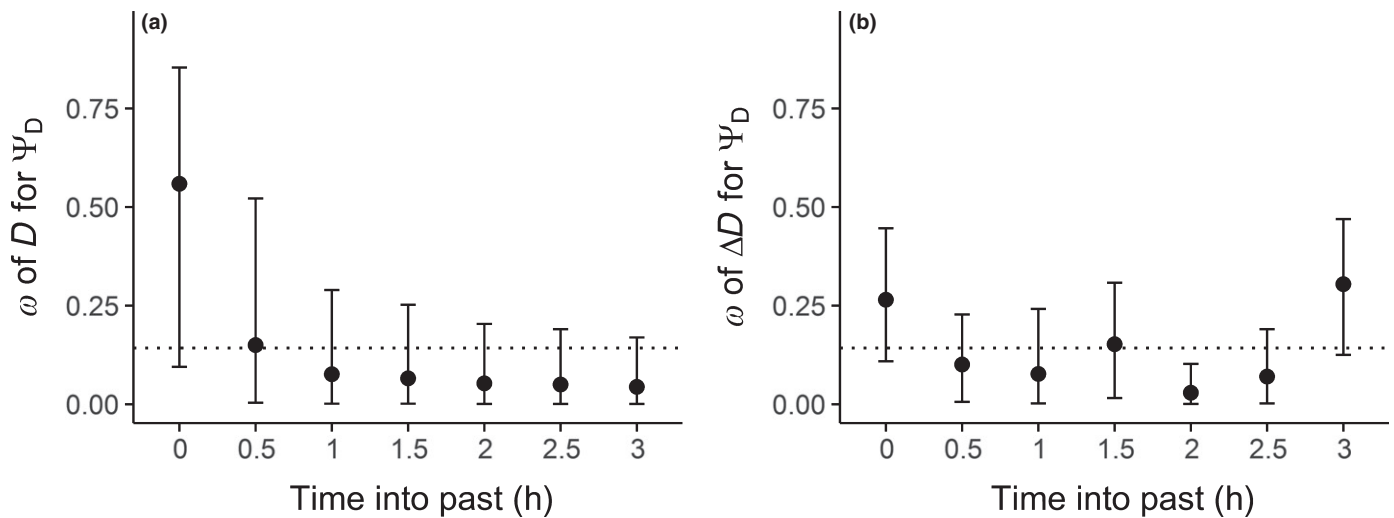 (a)
ω of D for Ψ_D
0.75
0.50
0.25
0.00
0 0.5 1 1.5 2 2.5 3
Time into past (h)
(b)
ω of ΔD for Ψ_D
0.75
0.50
0.25
0.00
0 0.5 1 1.5 2 2.5 3
Time into past (h)